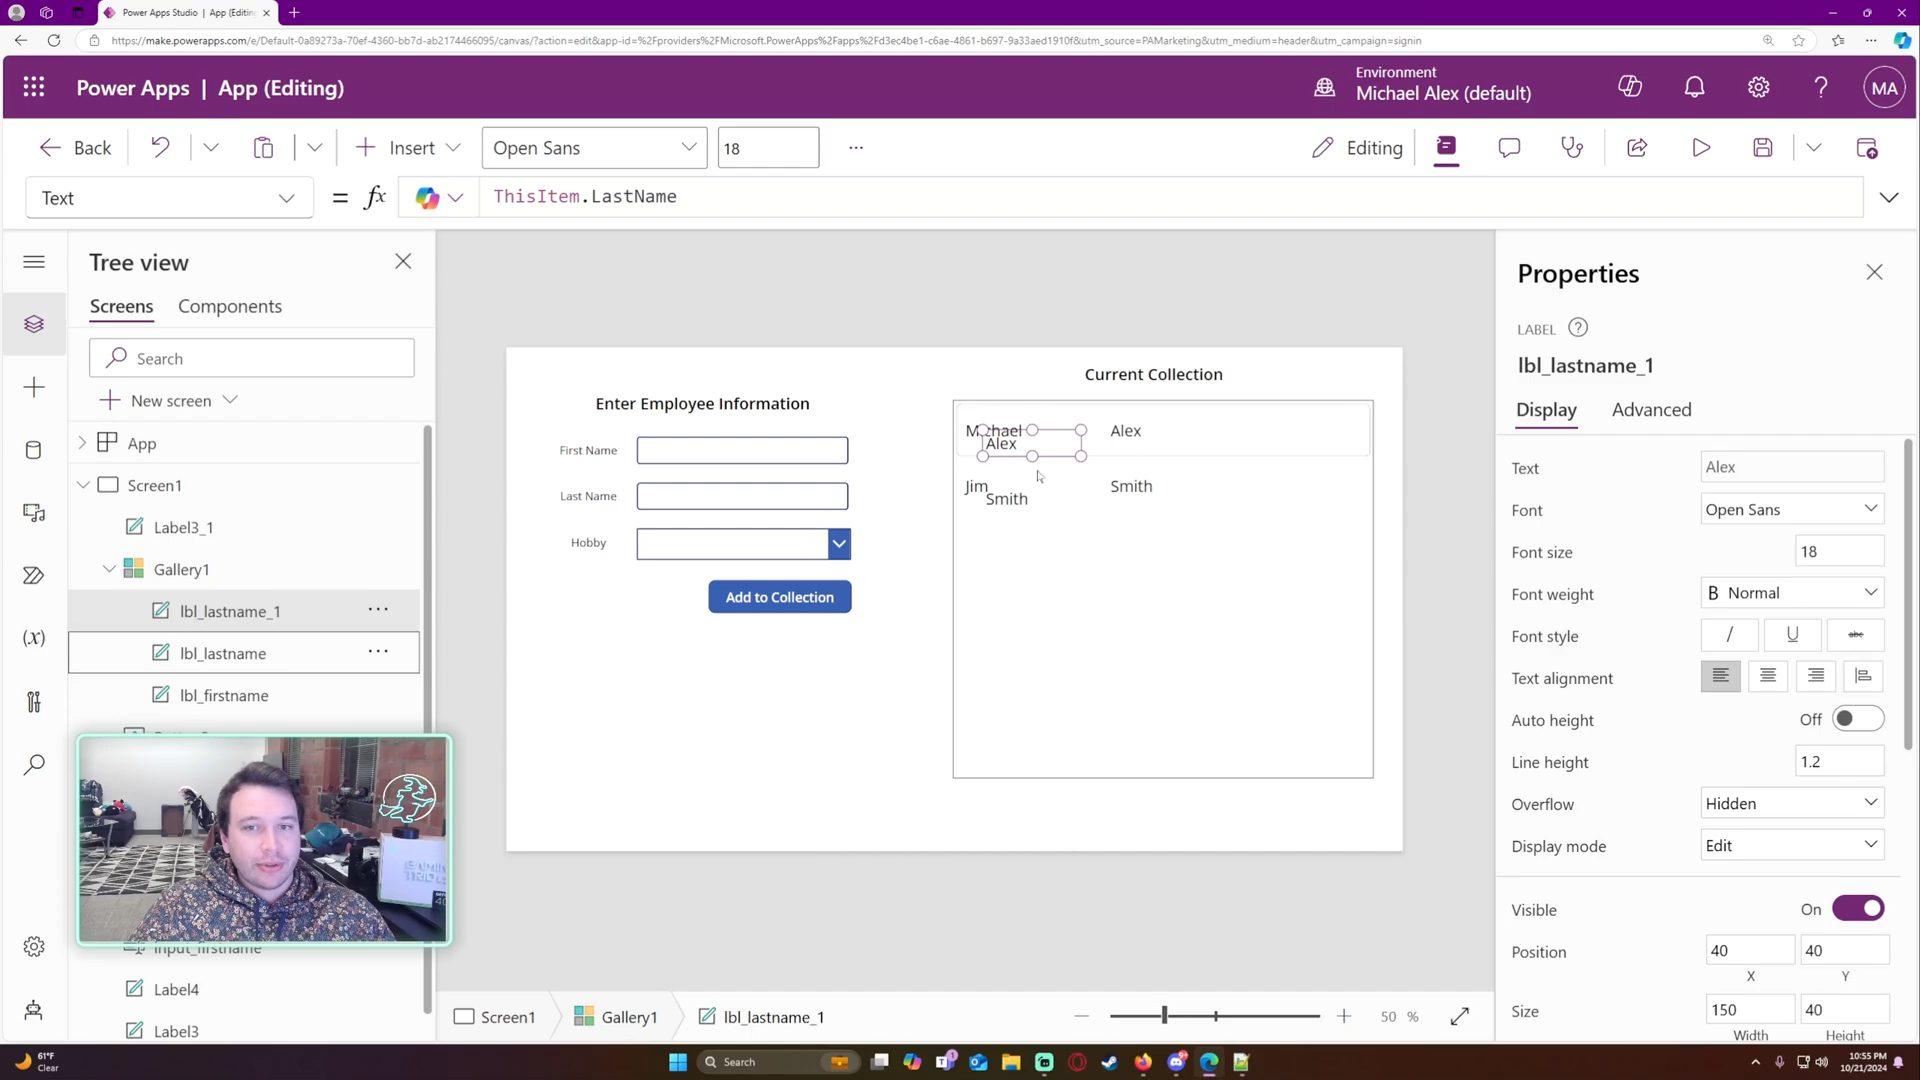 Power Apps Studio | App (Editing
https://make.powerapps.com/e/Default-0a89273a-70ef-4360-bb7d-ab2174466095/canvas/?action=edit&app-id=%2Fproviders%2FMicrosoft.PowerApps%2Fapps%2Fd3ec4be1-c6ae-4861-b697-9a33aed1910f&utm_source=PAMarketing&utm_medium=header&utm_campaign=signin
Power Apps | App (Editing)
Environment
Michael Alex (default)
MA
Back
Insert
Open Sans
18
Editing
Text
= fx
ThisItem.LastName
Tree view
Screens Components
Search
New screen
App
Screen1
Label3_1
Gallery1
lbl_lastname_1
lbl_lastname
lbl_firstname
Label4
Label3
Enter Employee Information
First Name
Last Name
Hobby
Add to Collection
Current Collection
Michael
Alex
Alex
Jim
Smith
Smith
Properties
LABEL
lbl_lastname_1
Display Advanced
Text Alex
Font Open Sans
Font size 18
Font weight B Normal
Font style / U abc
Text alignment
Auto height Off
Line height 1.2
Overflow Hidden
Display mode Edit
Visible On
Position 40 40
X Y
Size 150 40
Width Height
Screen1 Gallery1 lbl_lastname_1
50 %
61°F
Clear
Search
10:55 PM
10/21/2024